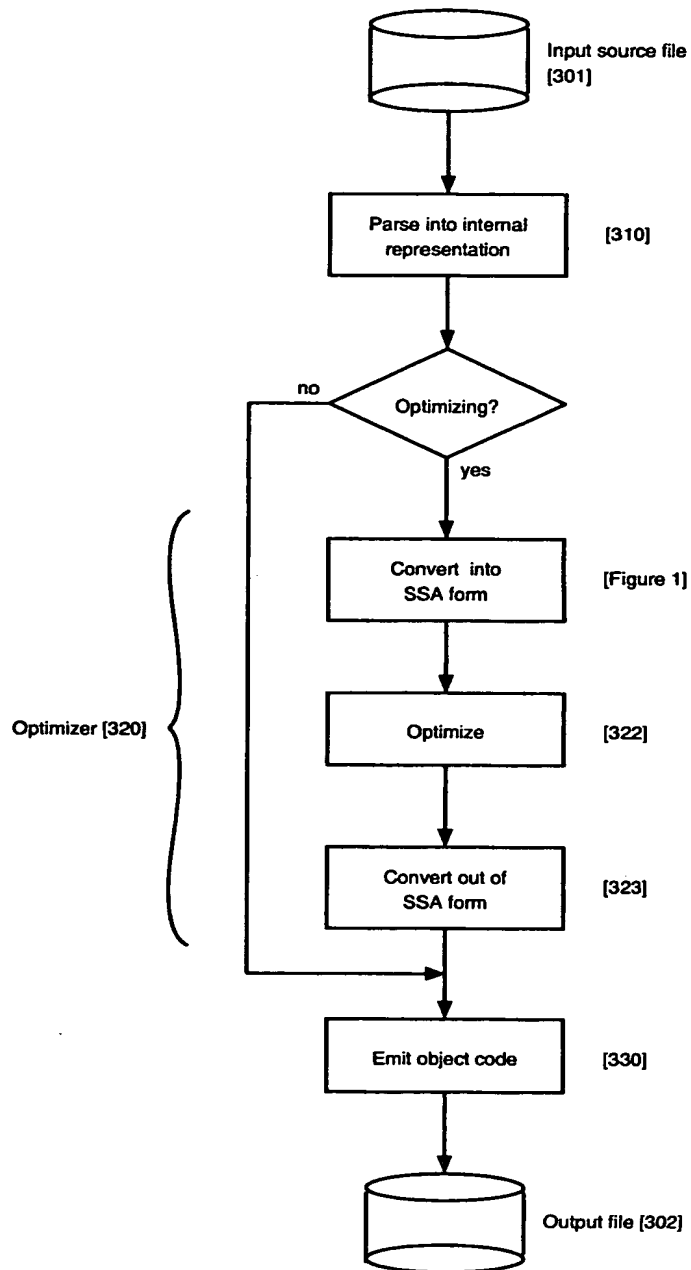 Input source file
[301]
Parse into internal
representation
[310]
no
Optimizing?
yes
Convert into
SSA form
[Figure 1]
Optimizer [320]
Optimize
[322]
Convert out of
SSA form
[323]
Emit object code
[330]
Output file [302]